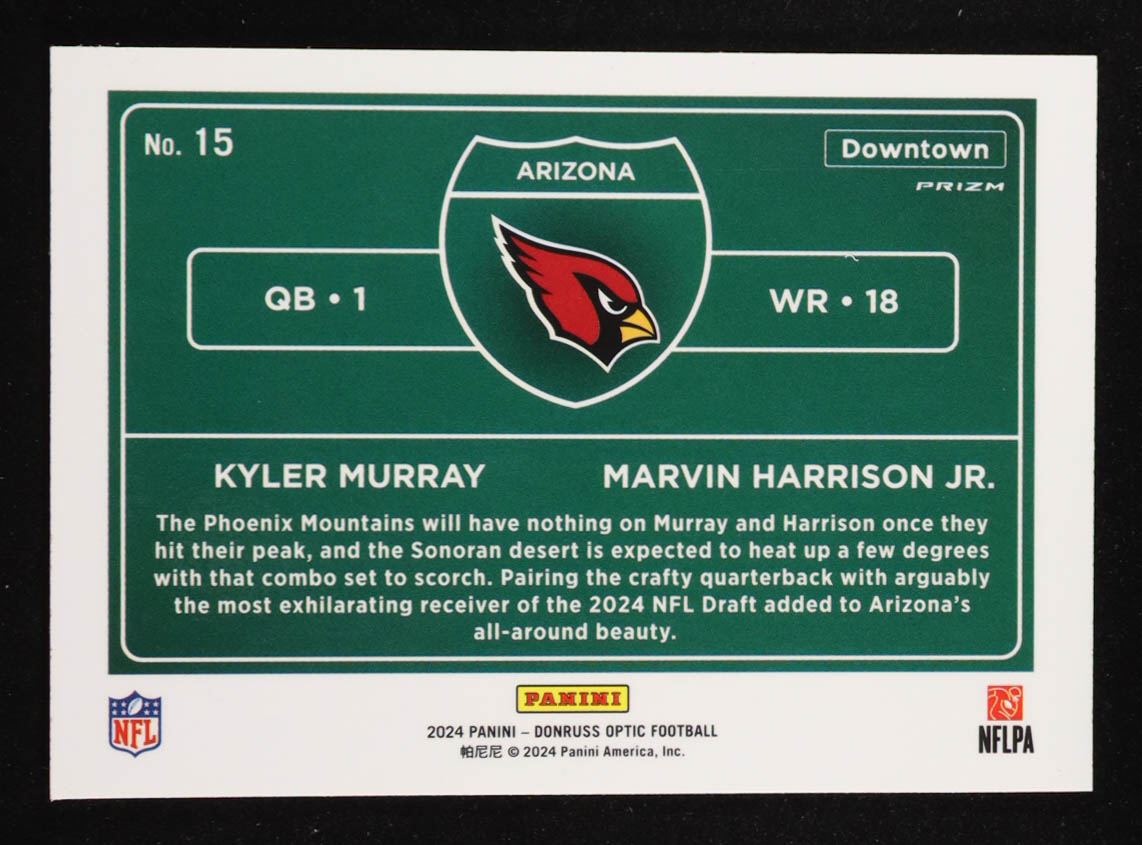 No. 15
Downtown
PRIZM
ARIZONA
QB • 1
WR • 18
KYLER MURRAY
MARVIN HARRISON JR.
The Phoenix Mountains will have nothing on Murray and Harrison once they
hit their peak, and the Sonoran desert is expected to heat up a few degrees
with that combo set to scorch. Pairing the crafty quarterback with arguably
the most exhilarating receiver of the 2024 NFL Draft added to Arizona's
all-around beauty.
NFL
PANINI
2024 PANINI – DONRUSS OPTIC FOOTBALL
帕尼尼 © 2024 Panini America, Inc.
NFLPA